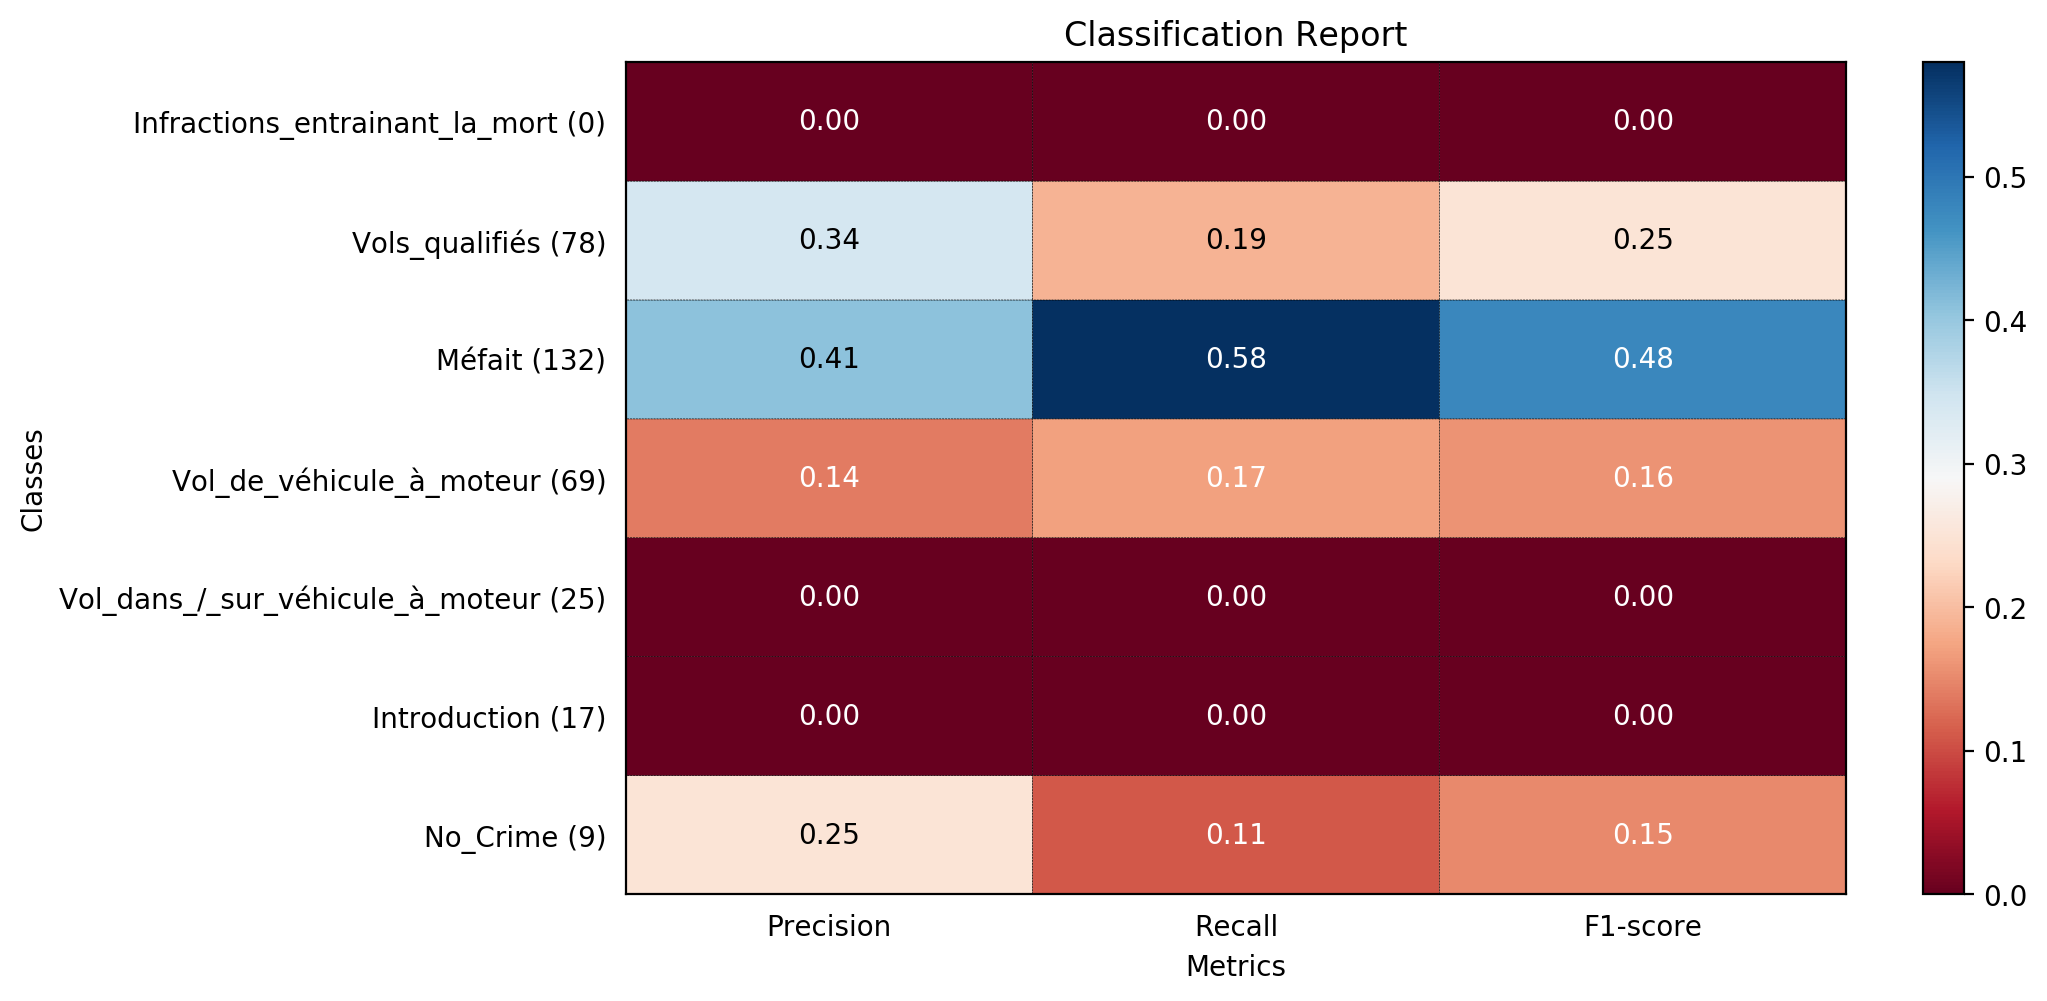 Classification Report
Infractions_entrainant_la_mort (0) 0.00 0.00 0.00
Vols_qualifiés (78) 0.34 0.19 0.25
Méfait (132) 0.41 0.58 0.48
Vol_de_véhicule_à_moteur (69) 0.14 0.17 0.16
Vol_dans_/_sur_véhicule_à_moteur (25) 0.00 0.00 0.00
Introduction (17) 0.00 0.00 0.00
No_Crime (9) 0.25 0.11 0.15
Classes
Precision Recall F1-score
Metrics
0.5
0.4
0.3
0.2
0.1
0.0